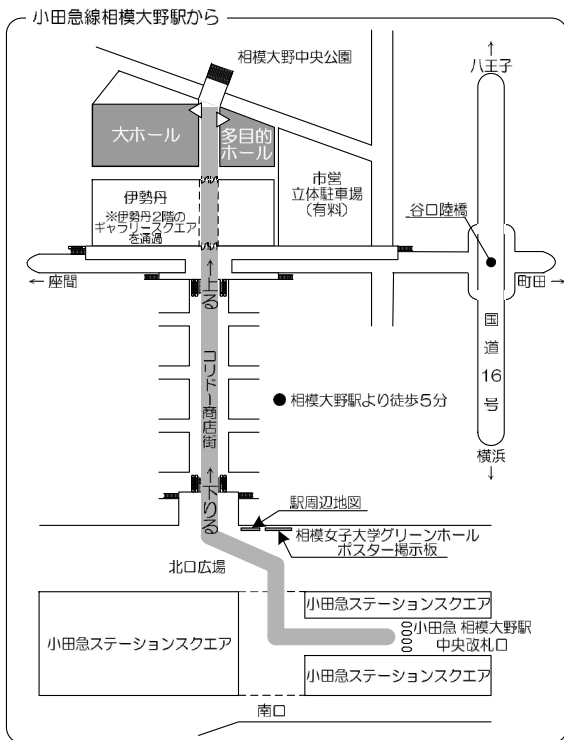 小田急線相模大野駅から
相模大野中央公園
↑
八王子
大ホール
多目的
ホール
市営
立体駐車場
（有料）
伊勢丹
※伊勢丹2階の
ギャラリースクエア
を通過
谷口陸橋
← 座間
町田 →
↑上る
国道16号
コリドー商店街
●相模大野駅より徒歩5分
横浜
↓
↑下りる
駅周辺地図
相模女子大学グリーンホール
ポスター掲示板
北口広場
小田急ステーションスクエア
小田急ステーションスクエア
小田急 相模大野駅
中央改札口
小田急ステーションスクエア
南口